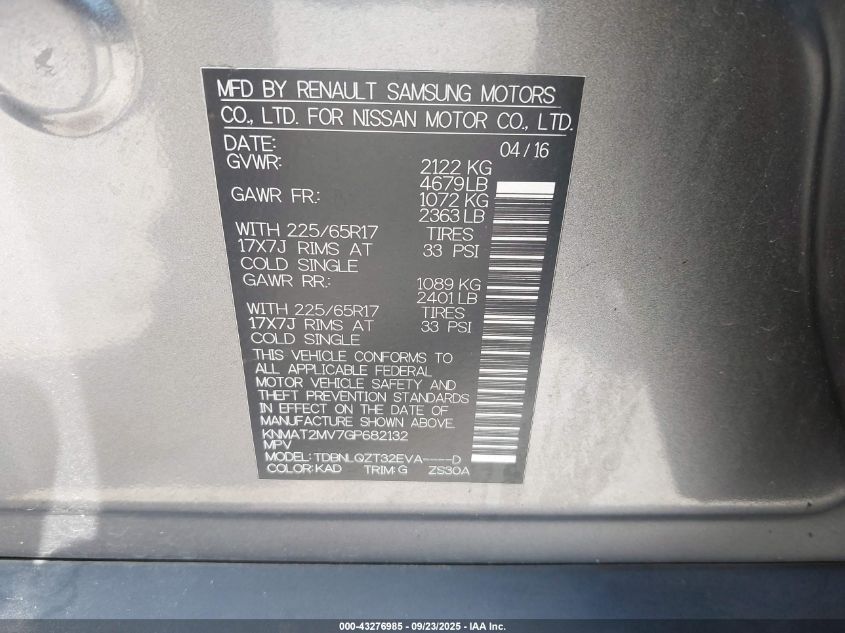 MFD BY RENAULT SAMSUNG MOTORS
CO., LTD. FOR NISSAN MOTOR CO., LTD.
DATE: 04/16
GVWR: 2122 KG
4679 LB
GAWR FR.: 1072 KG
2363 LB
WITH 225/65R17 TIRES
17X7J RIMS AT 33 PSI
COLD SINGLE
GAWR RR.: 1089 KG
2401 LB
WITH 225/65R17 TIRES
17X7J RIMS AT 33 PSI
COLD SINGLE
THIS VEHICLE CONFORMS TO
ALL APPLICABLE FEDERAL
MOTOR VEHICLE SAFETY AND
THEFT PREVENTION STANDARDS
IN EFFECT ON THE DATE OF
MANUFACTURE SHOWN ABOVE.
KNMAT2MV7GP682132
MPV
MODEL: TDBNLQZT32EVA----D
COLOR: KAD TRIM: G ZS30A
000-43276985 - 09/23/2025 - IAA Inc.